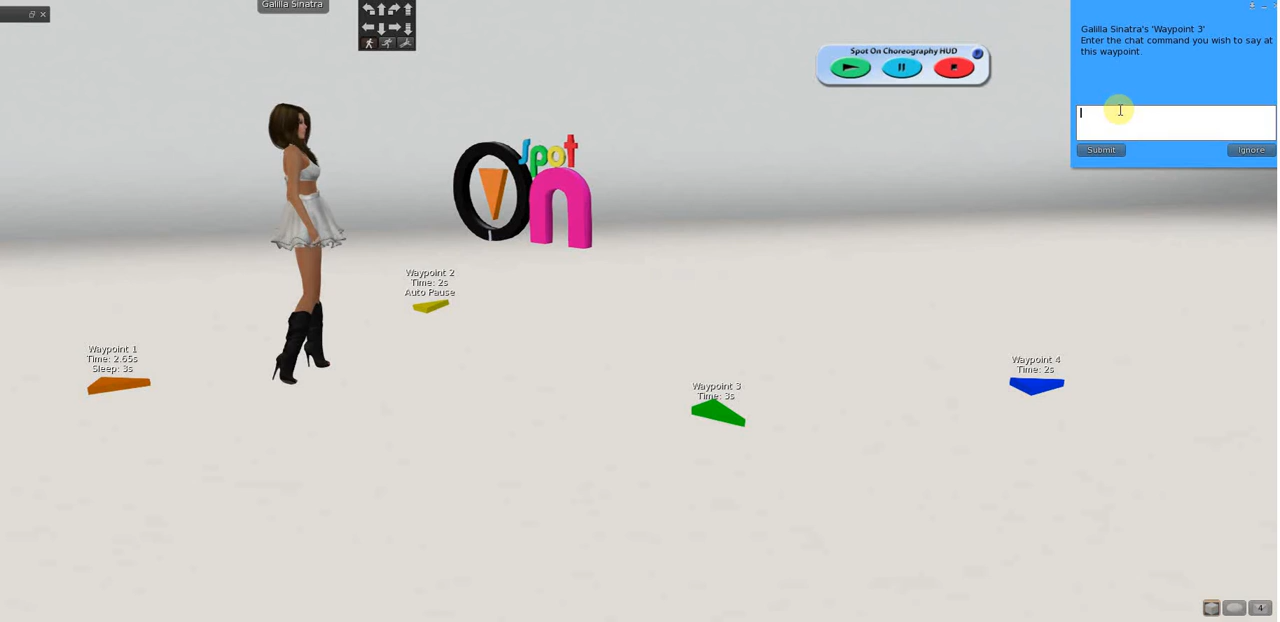 Galilla Sinatra
Spot On Choreography HUD
Galilla Sinatra's 'Waypoint 3'
Enter the chat command you wish to say at
this waypoint.
Submit
Ignore
spot
On
Waypoint 2
Time: 2s
Auto Pause
Waypoint 1
Time: 2.65s
Sleep: 3s
Waypoint 3
Time: 3s
Waypoint 4
Time: 2s
4